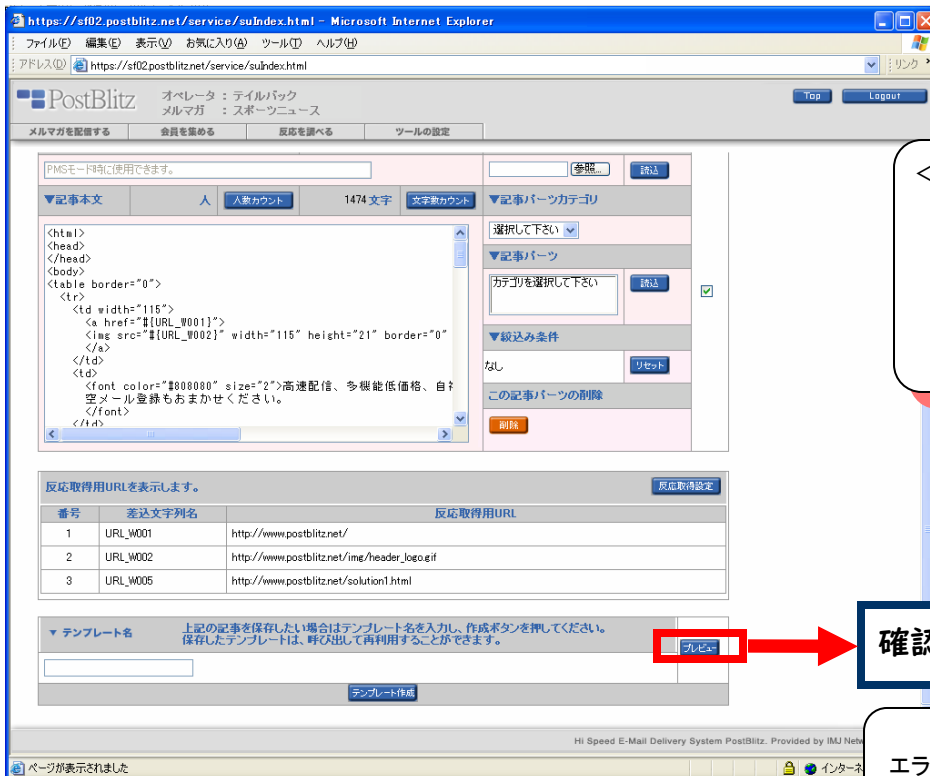 https://sf02.postblitz.net/service/suIndex.html - Microsoft Internet Explorer
ファイル(F) 編集(E) 表示(V) お気に入り(A) ツール(T) ヘルプ(H)
アドレス(D) https://sf02.postblitz.net/service/suIndex.html リンク
PostBlitz オペレータ : テイルバック Top Logout
メルマガ : スポーツニュース
メルマガを配信する 会員を集める 反応を調べる ツールの設定
PMSモード時に使用できます。 参照... 読込
▼記事本文 人 人数カウント 1474 文字 文字数カウント ▼記事パーツカテゴリ
選択して下さい
▼記事パーツ
カテゴリを選択して下さい 読込
▼絞込み条件
なし リセット
この記事パーツの削除
削除
<html>
<head>
</head>
<body>
<table border="0">
<tr>
<td width="115">
<a href="#{URL_W001}">
<img src="#{URL_W002}" width="115" height="21" border="0"
</a>
</td>
<td>
<font color="#808080" size="2">高速配信、多機能低価格、自
空メール登録もおまかせください。
</font>
</td>
反応取得用URLを表示します。 反応取得設定
番号 差込文字列名 反応取得用URL
1 URL_W001 http://www.postblitz.net/
2 URL_W002 http://www.postblitz.net/img/header_logo.gif
3 URL_W005 http://www.postblitz.net/solution1.html
▼ テンプレート名 上記の記事を保存したい場合はテンプレート名を入力し、作成ボタンを押してください。
保存したテンプレートは、呼び出して再利用することができます。
プレビュー
確認
テンプレート作成
Hi Speed E-Mail Delivery System PostBlitz. Provided by IMJ Netw
エラ
ページが表示されました インターネ